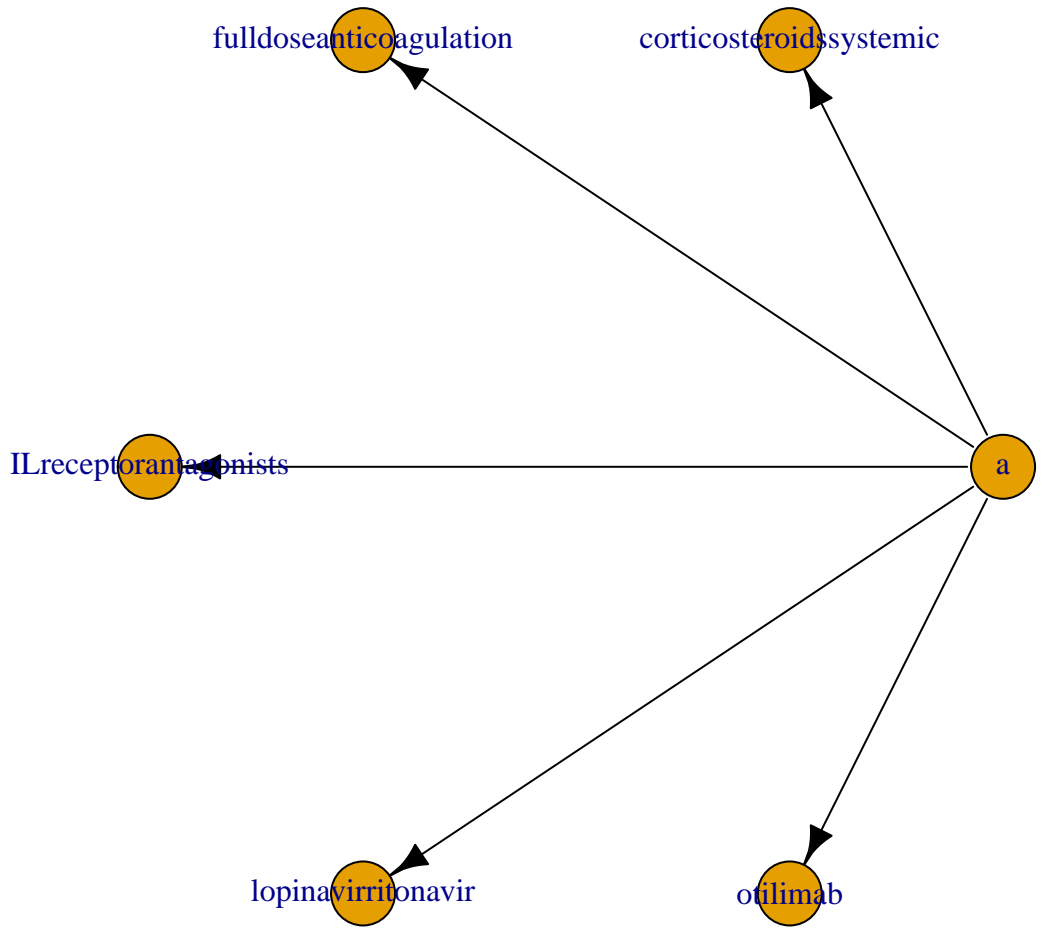 fulldoseanticoagulation
corticosteroidssystemic
ILreceptorantagonists
a
lopinavirritonavir
otilimab